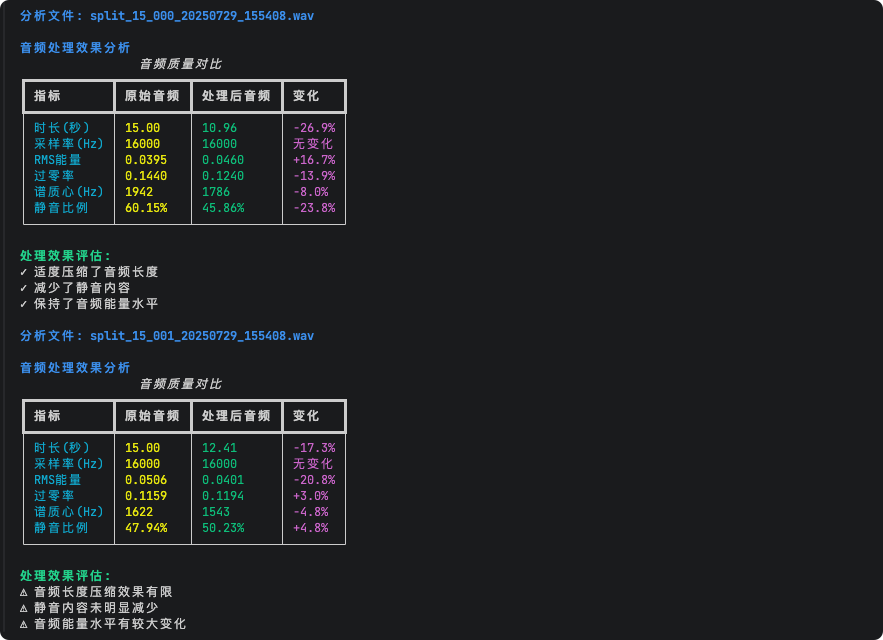 分析文件: split_15_000_20250729_155408.wav
音频处理效果分析
音频质量对比
指标 原始音频 处理后音频 变化
时长(秒) 15.00 10.96 -26.9%
采样率(Hz) 16000 16000 无变化
RMS能量 0.0395 0.0460 +16.7%
过零率 0.1440 0.1240 -13.9%
谱质心(Hz) 1942 1786 -8.0%
静音比例 60.15% 45.86% -23.8%
处理效果评估:
✓ 适度压缩了音频长度
✓ 减少了静音内容
✓ 保持了音频能量水平
分析文件: split_15_001_20250729_155408.wav
音频处理效果分析
音频质量对比
指标 原始音频 处理后音频 变化
时长(秒) 15.00 12.41 -17.3%
采样率(Hz) 16000 16000 无变化
RMS能量 0.0506 0.0401 -20.8%
过零率 0.1159 0.1194 +3.0%
谱质心(Hz) 1622 1543 -4.8%
静音比例 47.94% 50.23% +4.8%
处理效果评估:
⚠ 音频长度压缩效果有限
⚠ 静音内容未明显减少
⚠ 音频能量水平有较大变化